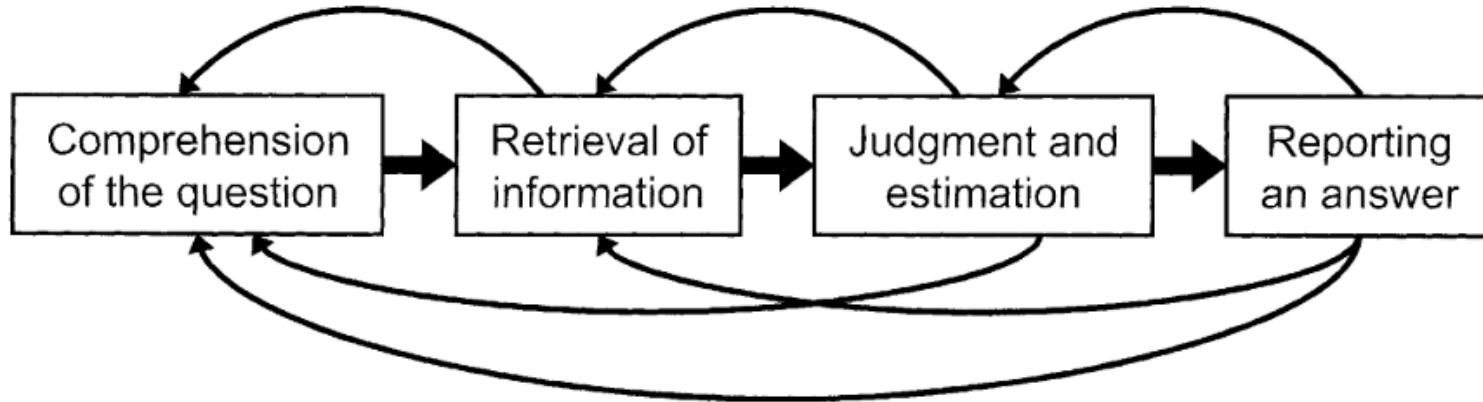 Comprehension
of the question
Retrieval of
information
Judgment and
estimation
Reporting
an answer